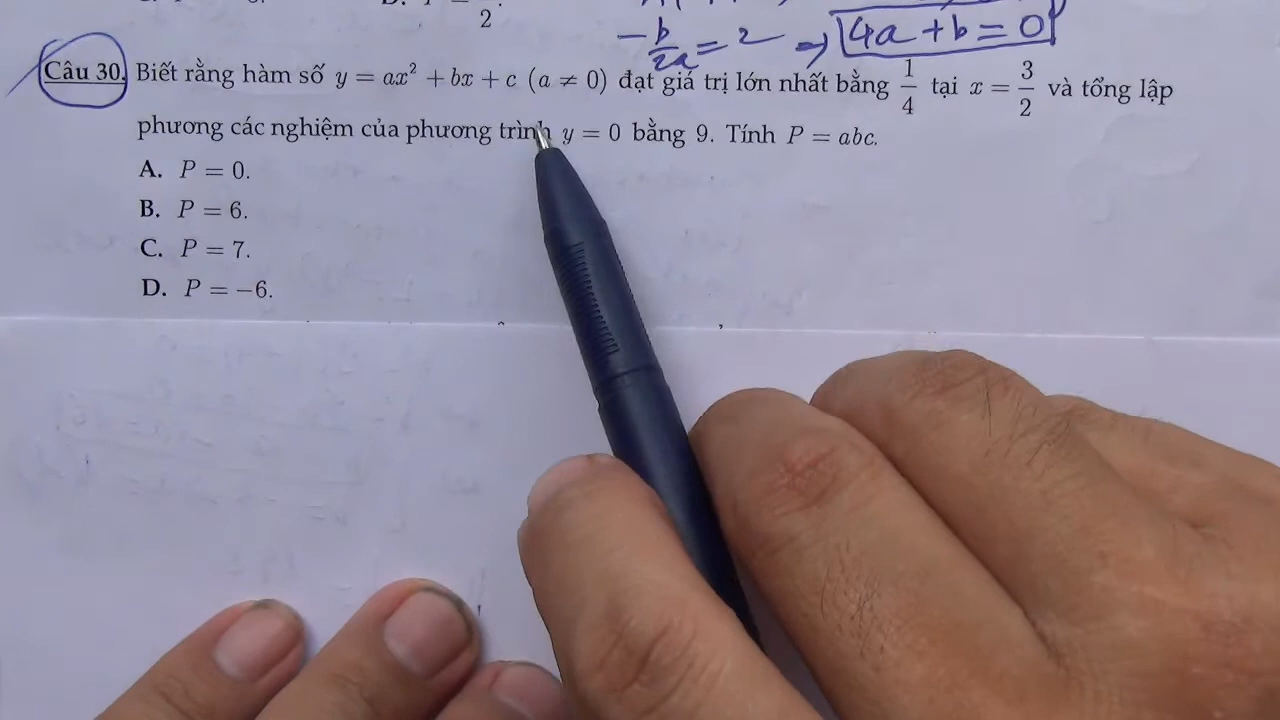 2
-b/2a = 2 ⇒ 4a + b = 0
Câu 30. Biết rằng hàm số y = ax² + bx + c (a ≠ 0) đạt giá trị lớn nhất bằng 1/4 tại x = 3/2 và tổng lập
phương các nghiệm của phương trình y = 0 bằng 9. Tính P = abc.
A. P = 0.
B. P = 6.
C. P = 7.
D. P = −6.